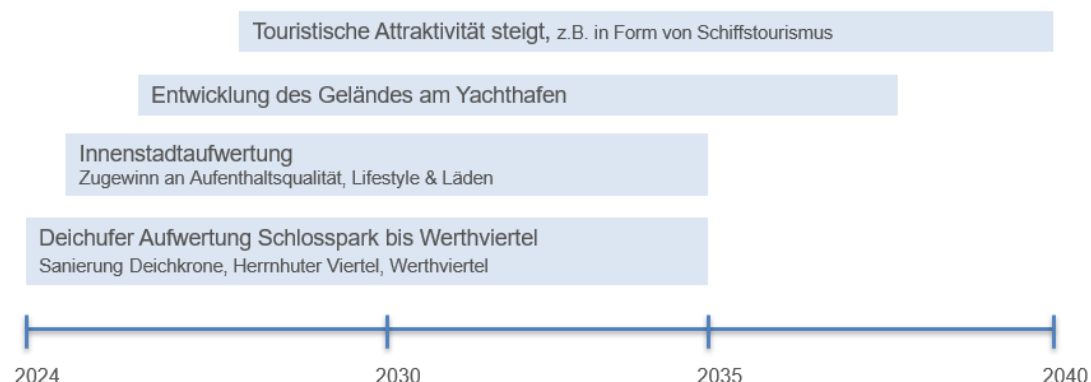 Touristische Attraktivität steigt, z.B. in Form von Schiffstourismus
Entwicklung des Geländes am Yachthafen
Innenstadtaufwertung
Zugewinn an Aufenthaltsqualität, Lifestyle & Läden
Deichufer Aufwertung Schlosspark bis Werthviertel
Sanierung Deichkrone, Herrnhuter Viertel, Werthviertel
2024 2030 2035 2040